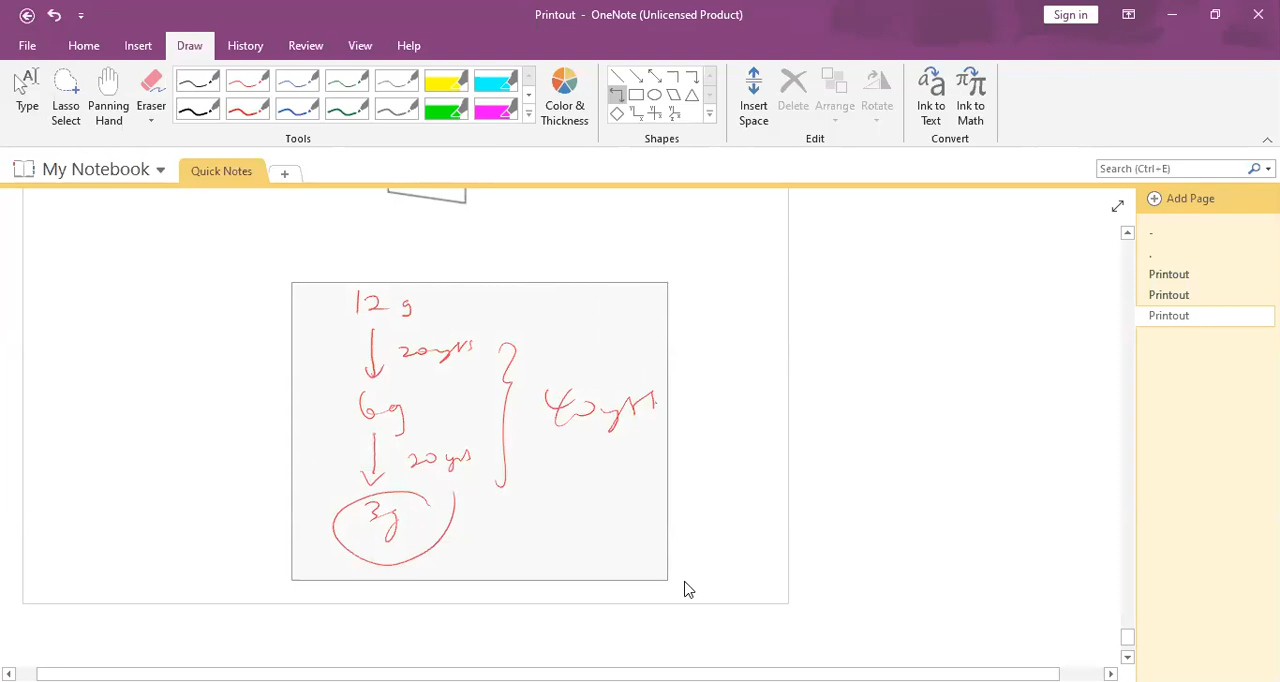 Printout - OneNote (Unlicensed Product)
Sign in
File Home Insert Draw History Review View Help
Type
Lasso Select
Panning Hand
Eraser
Color & Thickness
Insert Space
Delete
Arrange
Rotate
Ink to Text
Ink to Math
Tools
Shapes
Edit
Convert
My Notebook
Quick Notes
Search (Ctrl+E)
Add Page
-
.
Printout
Printout
Printout
12 g
20 yrs
6g
40 yrs
20 yrs
3g